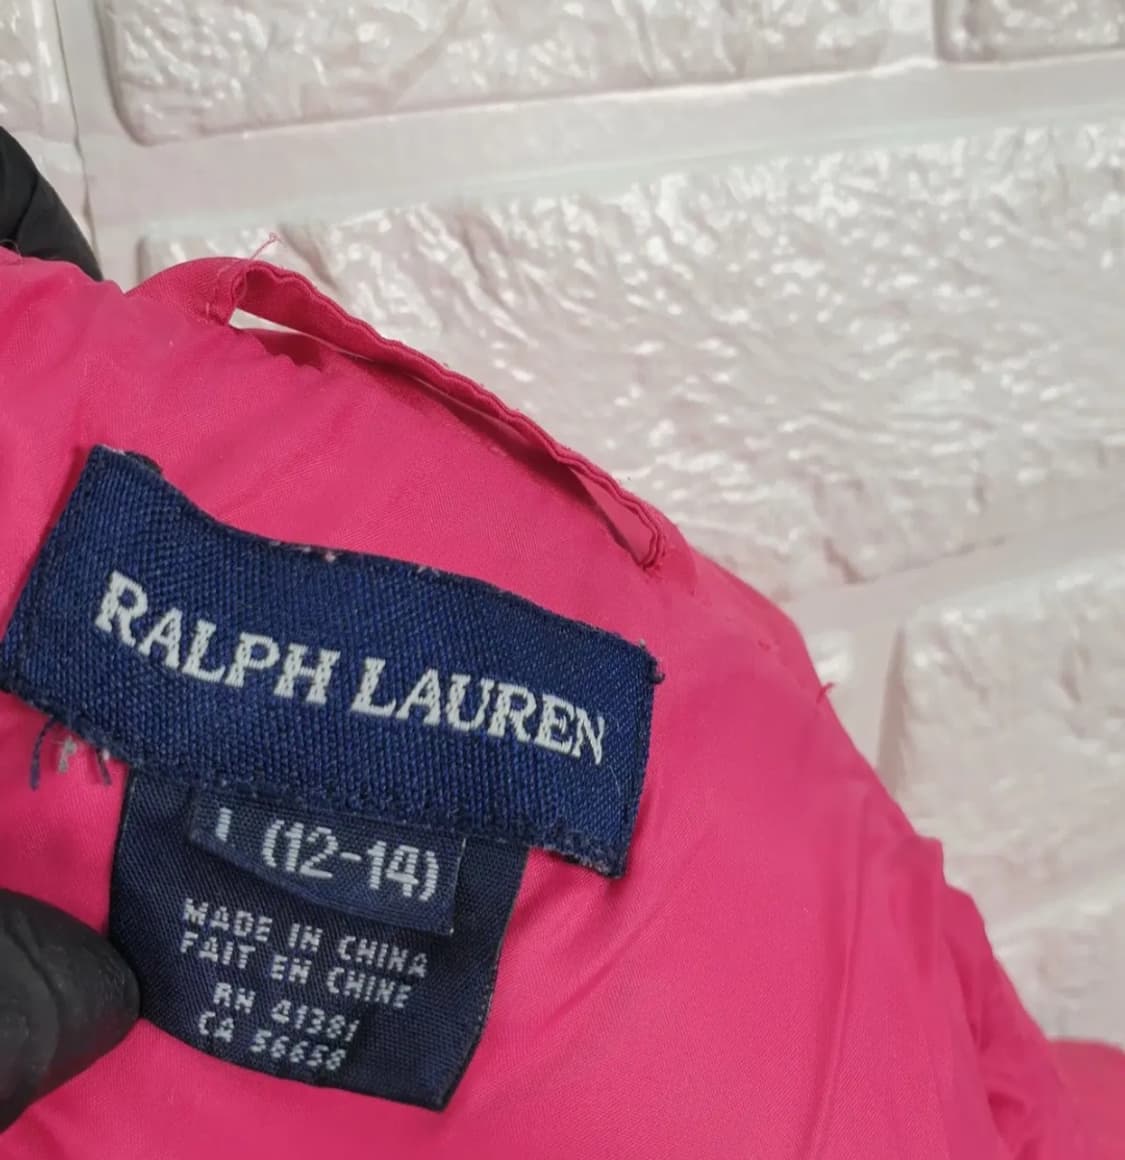 RALPH LAUREN
L (12-14)
MADE IN CHINA
FAIT EN CHINE
RN 41381
CA 56658